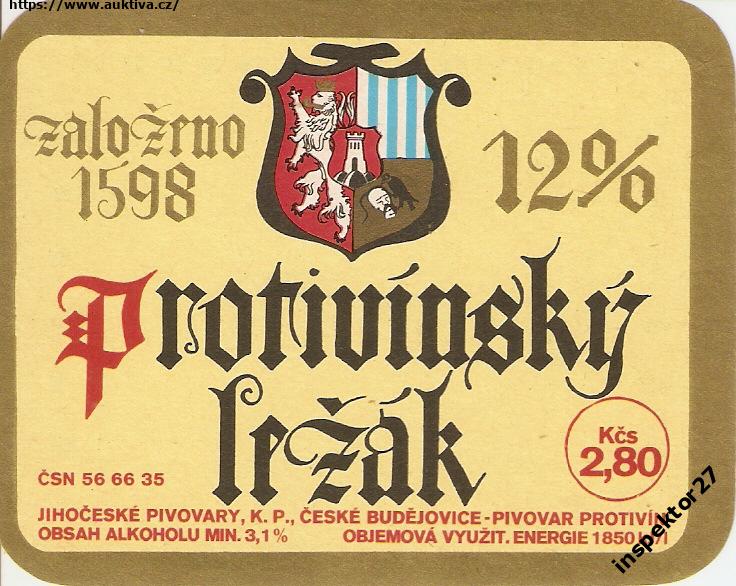 https://www.auktiva.cz/
založeno
1598
12%
Protivínský
ležák
Kčs
2,80
ČSN 56 66 35
JIHOČESKÉ PIVOVARY, K. P., ČESKÉ BUDĚJOVICE - PIVOVAR PROTIVÍN
OBSAH ALKOHOLU MIN. 3,1%
OBJEMOVÁ VYUŽIT. ENERGIE 1850
inspektor27